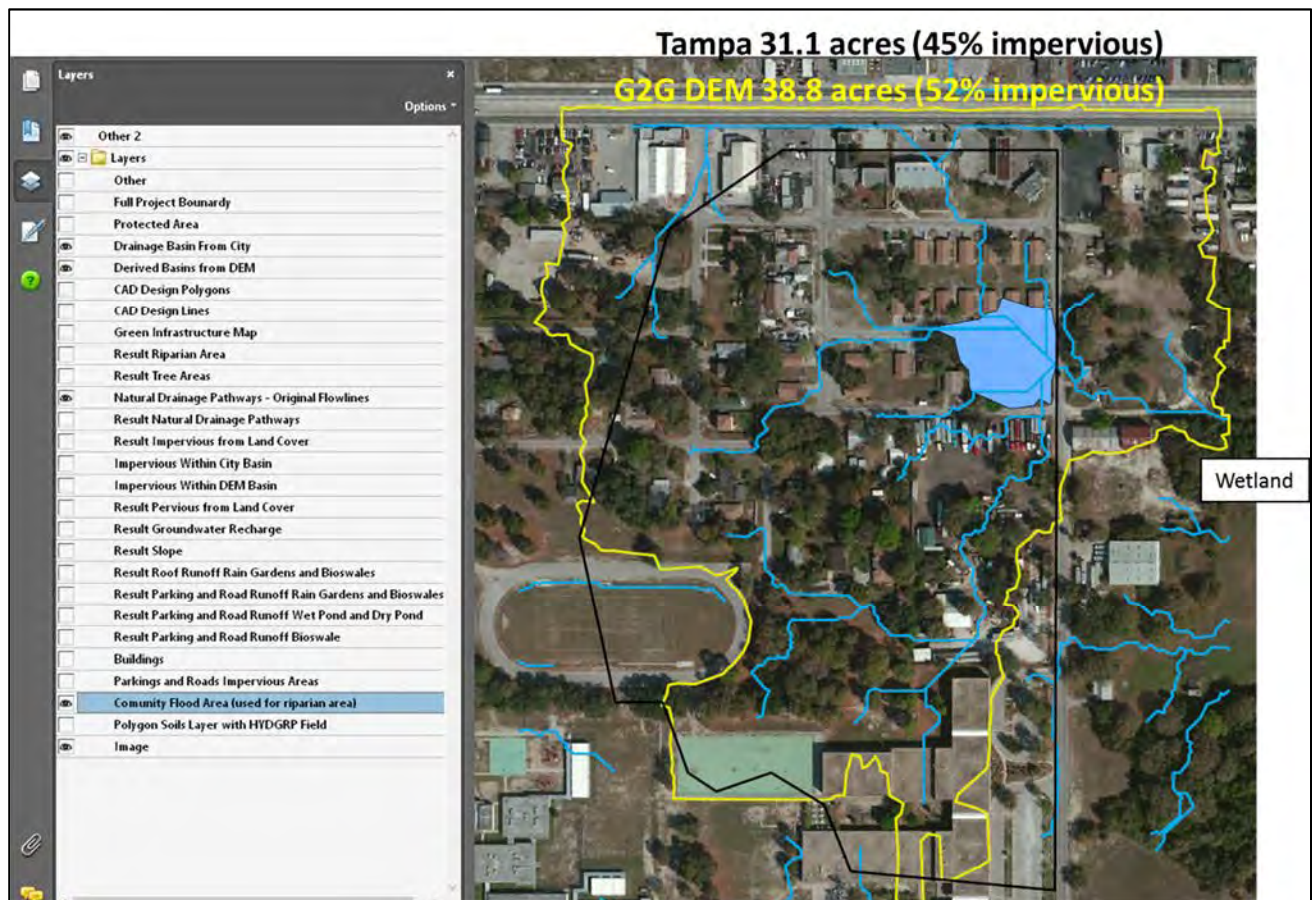 Tampa 31.1 acres (45% impervious)
G2G DEM 38.8 acres (52% impervious)
Layers
Options
Other 2
Layers
Other
Full Project Bounardy
Protected Area
Drainage Basin From City
Derived Basins from DEM
CAD Design Polygons
CAD Design Lines
Green Infrastructure Map
Result Riparian Area
Result Tree Areas
Natural Drainage Pathways - Original Flowlines
Result Natural Drainage Pathways
Result Impervious from Land Cover
Impervious Within City Basin
Impervious Within DEM Basin
Result Pervious from Land Cover
Result Groundwater Recharge
Result Slope
Result Roof Runoff Rain Gardens and Bioswales
Result Parking and Road Runoff Rain Gardens and Bioswales
Result Parking and Road Runoff Wet Pond and Dry Pond
Result Parking and Road Runoff Bioswale
Buildings
Parkings and Roads Impervious Areas
Comunity Flood Area (used for riparian area)
Polygon Soils Layer with HYDGRP Field
Image
Wetland